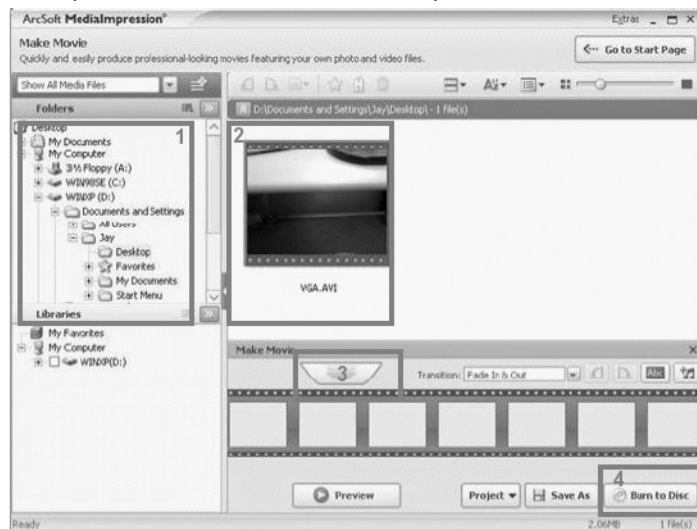 ArcSoft MediaImpression®
Extras
Make Movie
Quickly and easily produce professional-looking movies featuring your own photo and video files.
Go to Start Page
Show All Media Files
Folders
D:\Documents and Settings\Jay\Desktop\ - 1 file(s)
Desktop
1
2
My Documents
My Computer
3½ Floppy (A:)
WIN98SE (C:)
WINXP (D:)
Documents and Settings
All Users
Jay
Desktop
Favorites
My Documents
Start Menu
VGA.AVI
Libraries
My Favorites
My Computer
WINXP(D:)
Make Movie
3
Transition: Fade In & Out
Abc
4
Preview
Project
Save As
Burn to Disc
Ready
2.06MB
1 file(s)